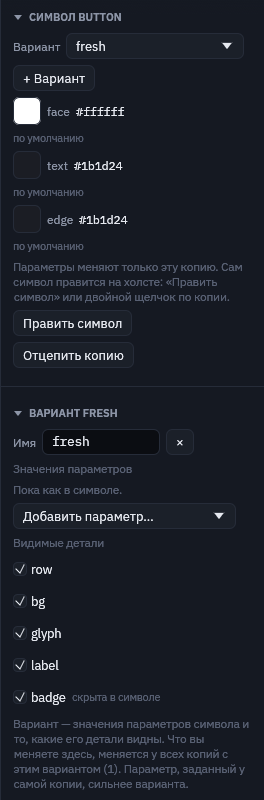 СИМВОЛ BUTTON
Вариант fresh
+ Вариант
face #ffffff
по умолчанию
text #1b1d24
по умолчанию
edge #1b1d24
по умолчанию
Параметры меняют только эту копию. Сам
символ правится на холсте: «Править
символ» или двойной щелчок по копии.
Править символ
Отцепить копию
ВАРИАНТ FRESH
Имя fresh ×
Значения параметров
Пока как в символе.
Добавить параметр...
Видимые детали
row
bg
glyph
label
badge скрыта в символе
Вариант — значения параметров символа и
то, какие его детали видны. Что вы
меняете здесь, меняется у всех копий с
этим вариантом (1). Параметр, заданный у
самой копии, сильнее варианта.